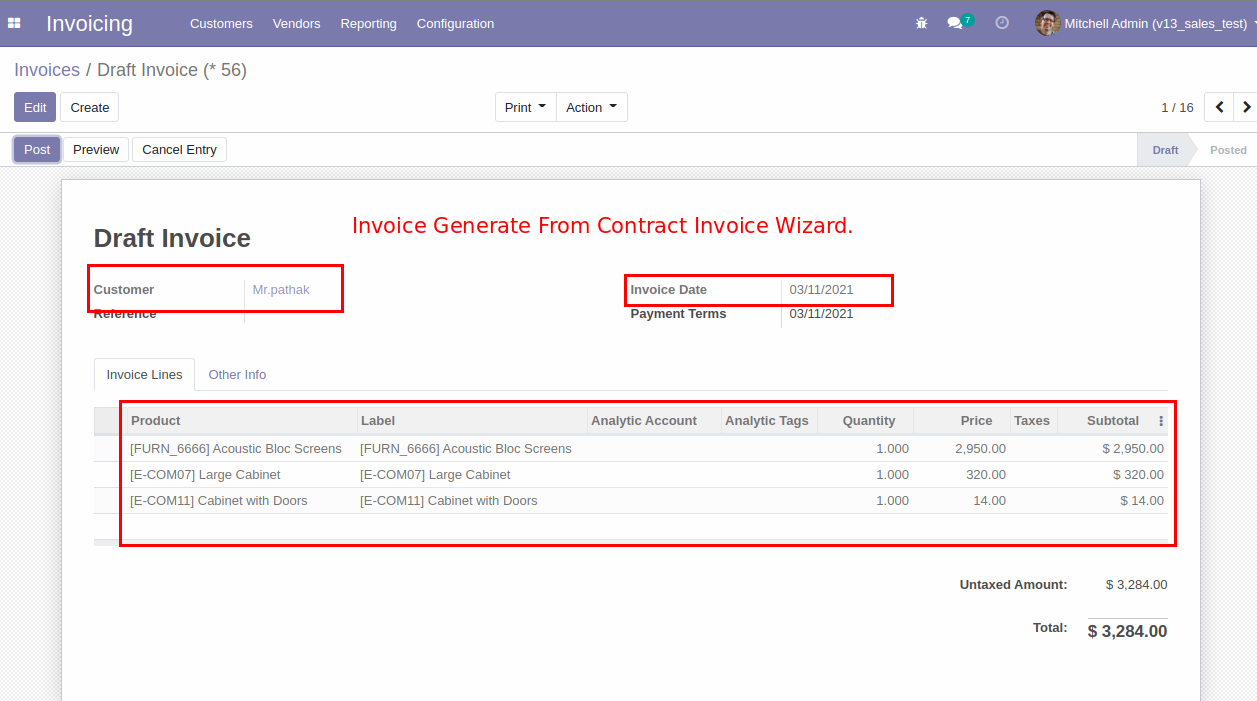 Invoicing Customers Vendors Reporting Configuration 7 Mitchell Admin (v13_sales_test)
Invoices / Draft Invoice (* 56)
Edit Create Print Action 1 / 16
Post Preview Cancel Entry Draft Posted
Invoice Generate From Contract Invoice Wizard.
Draft Invoice
Customer Mr.pathak Invoice Date 03/11/2021
Reference Payment Terms 03/11/2021
Invoice Lines Other Info
Product Label Analytic Account Analytic Tags Quantity Price Taxes Subtotal
[FURN_6666] Acoustic Bloc Screens [FURN_6666] Acoustic Bloc Screens 1.000 2,950.00 $ 2,950.00
[E-COM07] Large Cabinet [E-COM07] Large Cabinet 1.000 320.00 $ 320.00
[E-COM11] Cabinet with Doors [E-COM11] Cabinet with Doors 1.000 14.00 $ 14.00
Untaxed Amount: $ 3,284.00
Total: $ 3,284.00